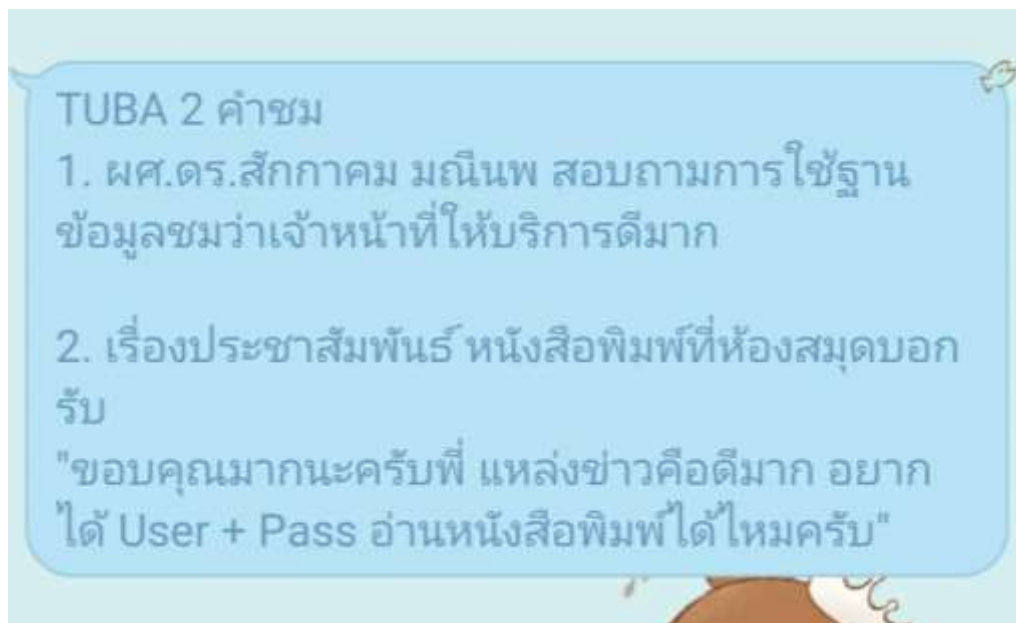 TUBA 2 คำชม
1. ผศ.ดร.สักกาคม มณีนพ สอบถามการใช้ฐาน
ข้อมูลชมว่าเจ้าหน้าที่ให้บริการดีมาก
2. เรื่องประชาสัมพันธ์ หนังสือพิมพ์ที่ห้องสมุดบอก
รับ
"ขอบคุณมากนะครับพี่ แหล่งข่าวคือดีมาก อยาก
ได้ User + Pass อ่านหนังสือพิมพ์ได้ไหมครับ"